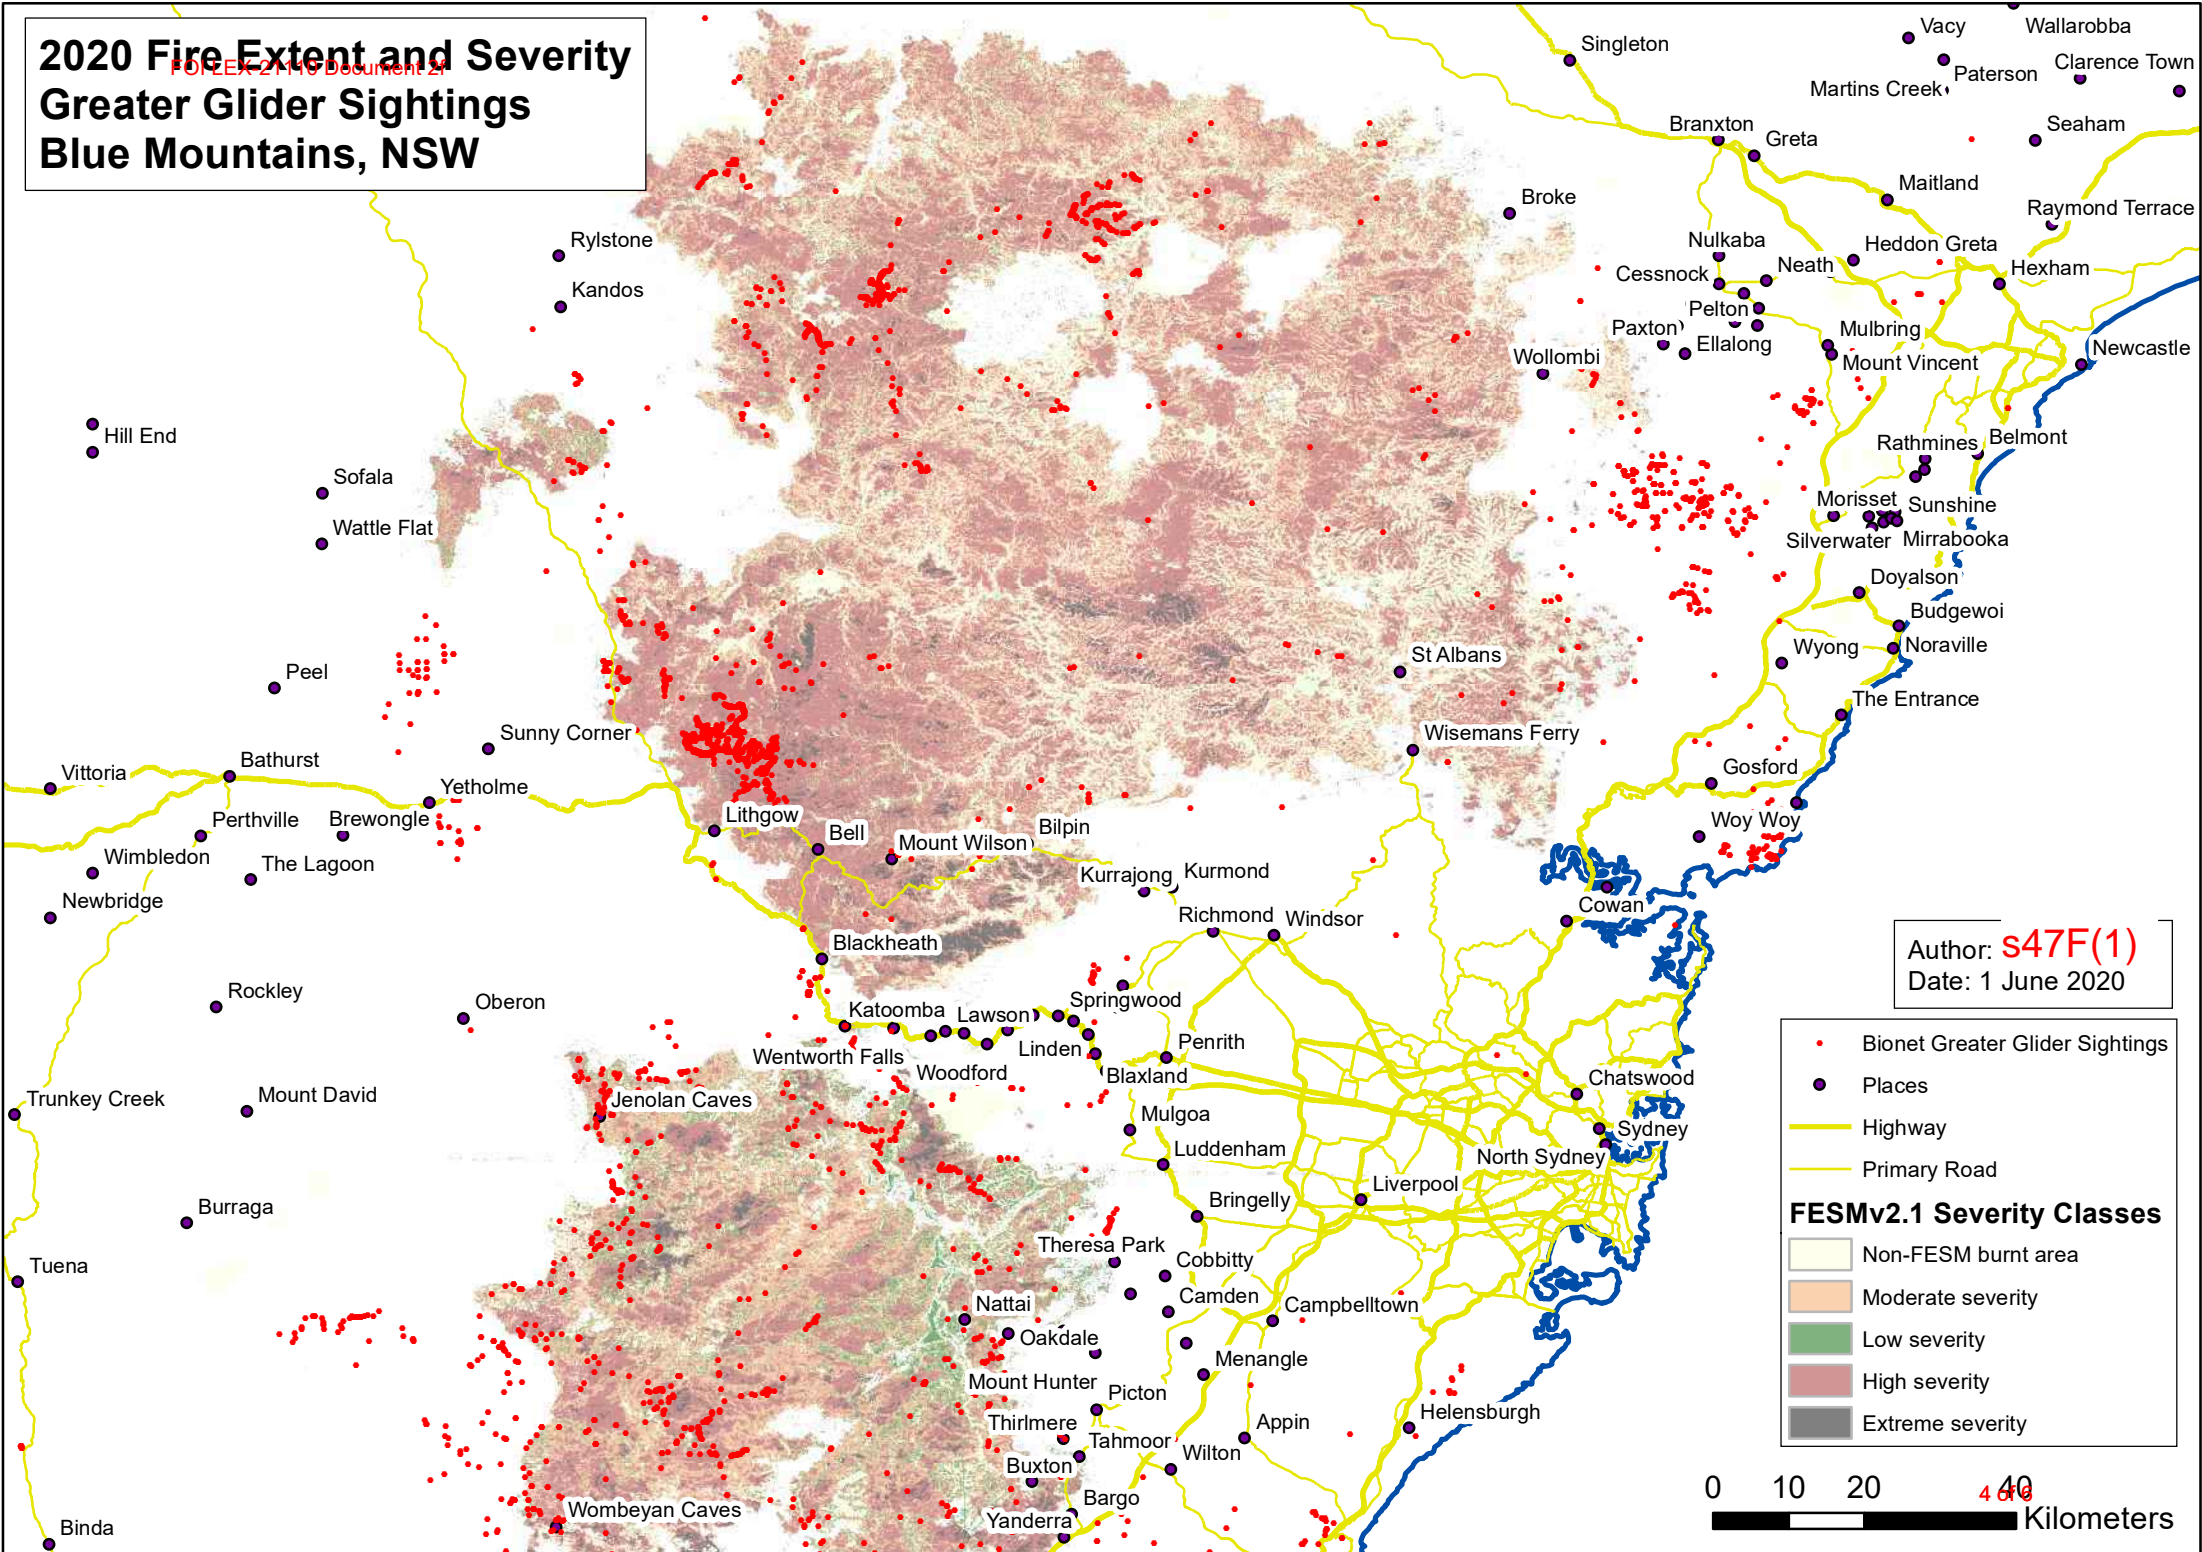 2020 Fire Extent and Severity
FOI LEX-21110 Document 2f
Greater Glider Sightings
Blue Mountains, NSW
Singleton
Vacy
Wallarobba
Clarence Town
Paterson
Martins Creek
Branxton
Greta
Seaham
Maitland
Broke
Raymond Terrace
Rylstone
Nulkaba
Heddon Greta
Cessnock
Neath
Hexham
Kandos
Pelton
Paxton
Mulbring
Ellalong
Newcastle
Wollombi
Mount Vincent
Hill End
Rathmines
Belmont
Sofala
Morisset
Sunshine
Wattle Flat
Silverwater
Mirrabooka
Doyalson
Budgewoi
Peel
St Albans
Wyong
Noraville
The Entrance
Sunny Corner
Wisemans Ferry
Vittoria
Bathurst
Gosford
Yetholme
Perthville
Brewongle
Lithgow
Bell
Bilpin
Woy Woy
Wimbledon
The Lagoon
Mount Wilson
Kurrajong
Kurmond
Newbridge
Richmond
Windsor
Cowan
Blackheath
Author: s47F(1)
Date: 1 June 2020
Rockley
Oberon
Katoomba
Lawson
Springwood
Wentworth Falls
Linden
Penrith
Woodford
Blaxland
Chatswood
Trunkey Creek
Mount David
Jenolan Caves
Mulgoa
Sydney
Luddenham
North Sydney
Burraga
Bringelly
Liverpool
Theresa Park
Tuena
Cobbitty
Nattai
Camden
Campbelltown
Oakdale
Menangle
Mount Hunter
Picton
Thirlmere
Appin
Helensburgh
Tahmoor
Wilton
Buxton
Bargo
Wombeyan Caves
Yanderra
Binda
Bionet Greater Glider Sightings
Places
Highway
Primary Road
FESMv2.1 Severity Classes
Non-FESM burnt area
Moderate severity
Low severity
High severity
Extreme severity
0 10 20 40
4 of 6
Kilometers